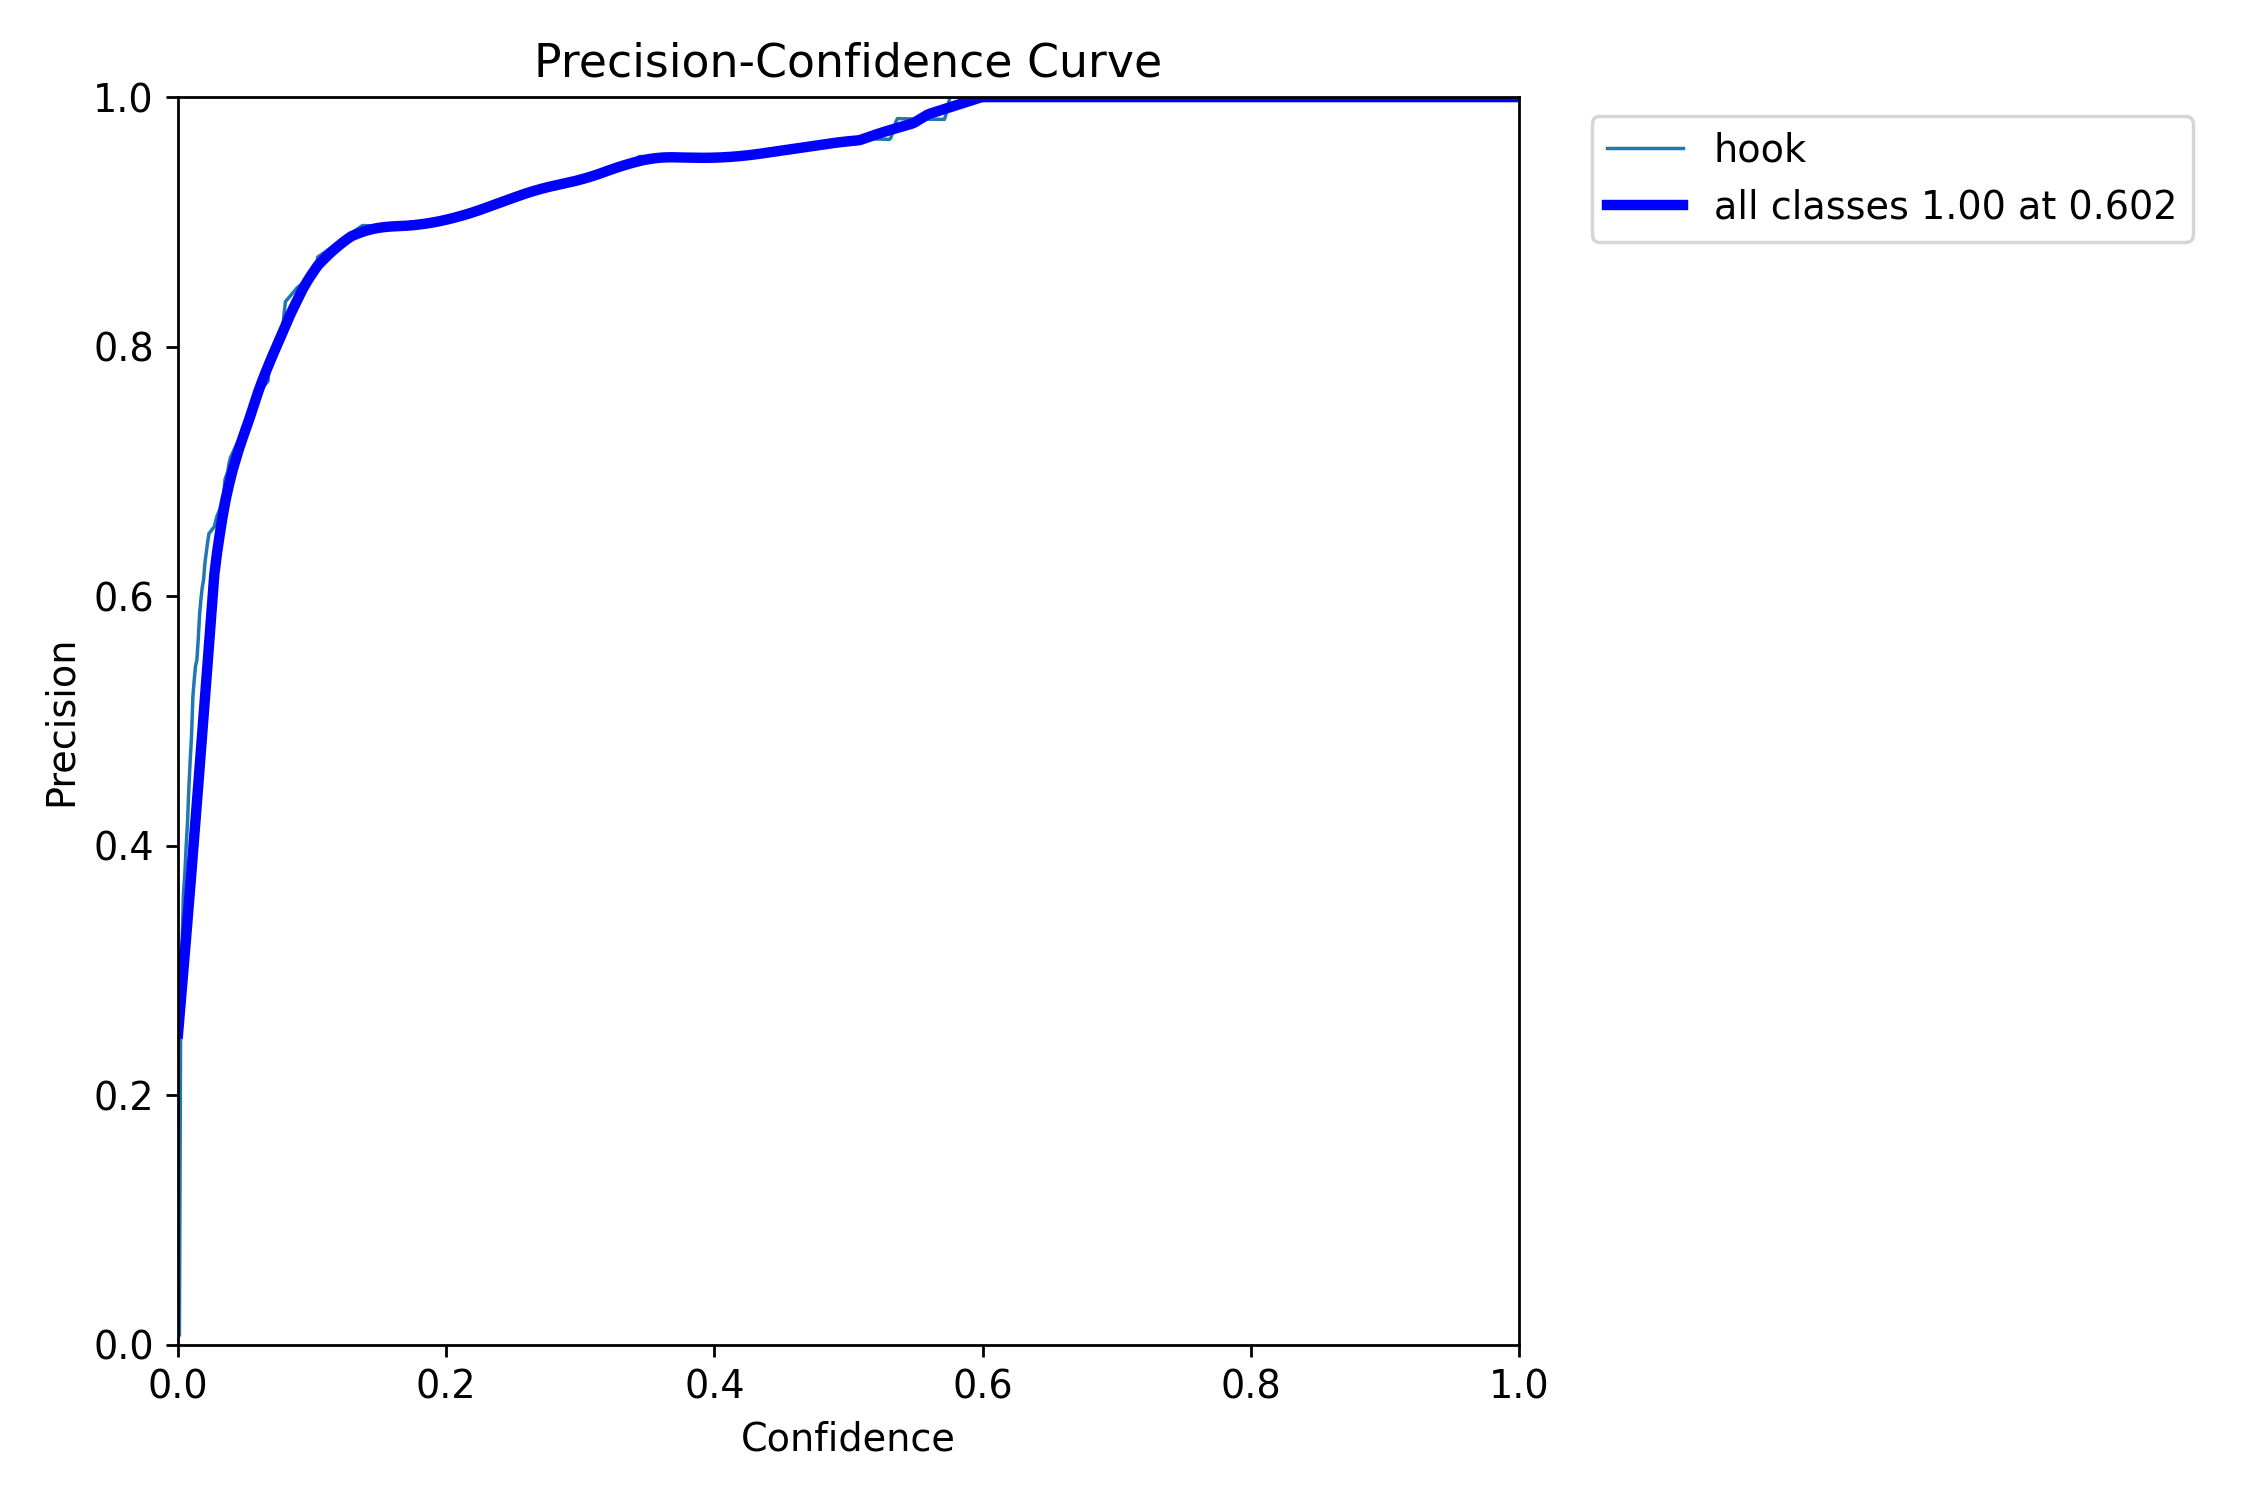 Precision-Confidence Curve
1.0
0.8
0.6
0.4
0.2
0.0
Precision
0.0 0.2 0.4 0.6 0.8 1.0
Confidence
hook
all classes 1.00 at 0.602